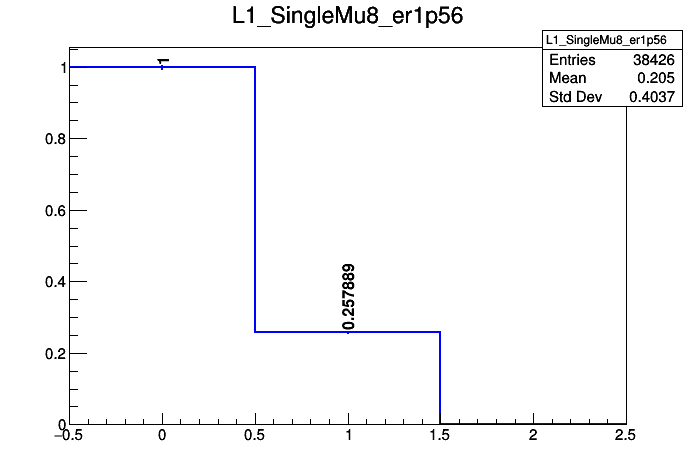 L1_SingleMu8_er1p56
L1_SingleMu8_er1p56
Entries 38426
Mean 0.205
Std Dev 0.4037
1
0.8
0.6
0.4
0.2
0
1
0.257889
−0.5 0 0.5 1 1.5 2 2.5